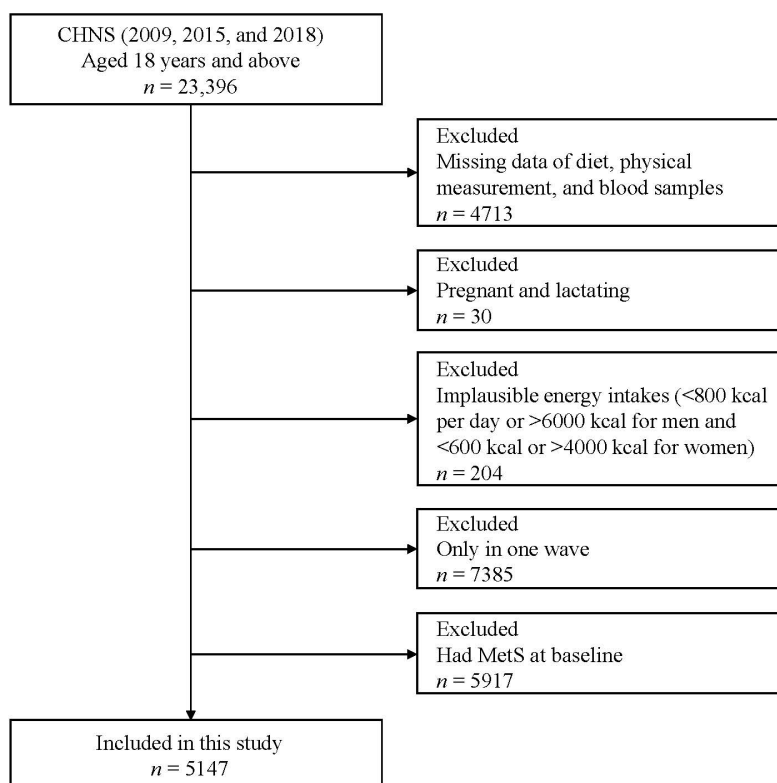 CHNS (2009, 2015, and 2018)
Aged 18 years and above
n = 23,396
Excluded
Missing data of diet, physical
measurement, and blood samples
n = 4713
Excluded
Pregnant and lactating
n = 30
Excluded
Implausible energy intakes (<800 kcal
per day or >6000 kcal for men and
<600 kcal or >4000 kcal for women)
n = 204
Excluded
Only in one wave
n = 7385
Excluded
Had MetS at baseline
n = 5917
Included in this study
n = 5147